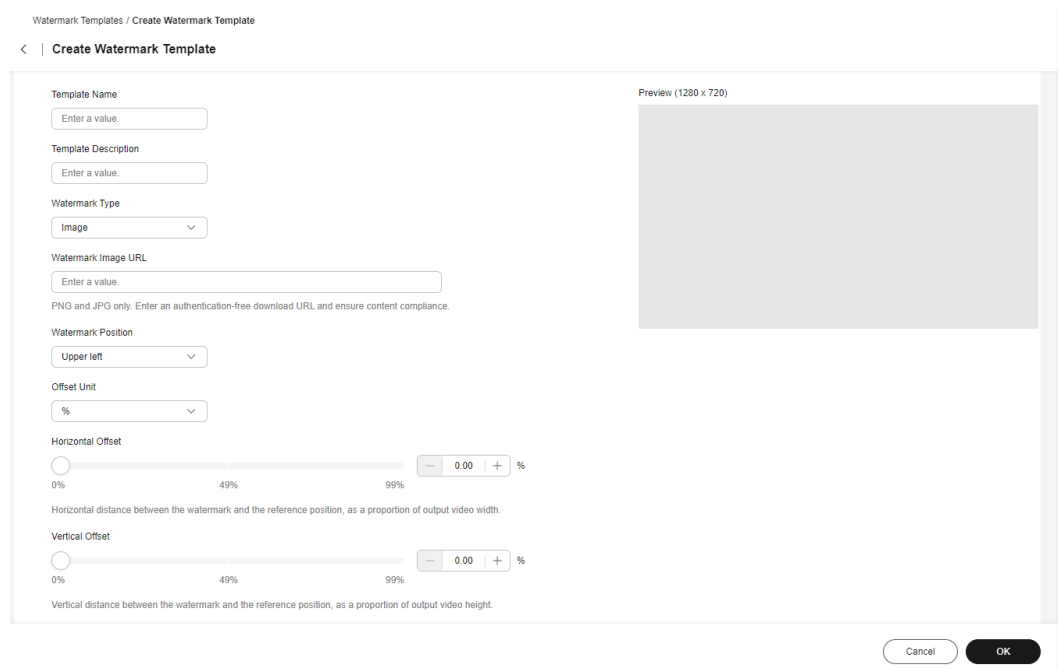 Watermark Templates / Create Watermark Template
Create Watermark Template
Template Name
Enter a value.
Template Description
Enter a value.
Watermark Type
Image
Watermark Image URL
Enter a value.
PNG and JPG only. Enter an authentication-free download URL and ensure content compliance.
Watermark Position
Upper left
Offset Unit
%
Horizontal Offset
0.00 %
0% 49% 99%
Horizontal distance between the watermark and the reference position, as a proportion of output video width.
Vertical Offset
0.00 %
0% 49% 99%
Vertical distance between the watermark and the reference position, as a proportion of output video height.
Preview (1280 x 720)
Cancel
OK